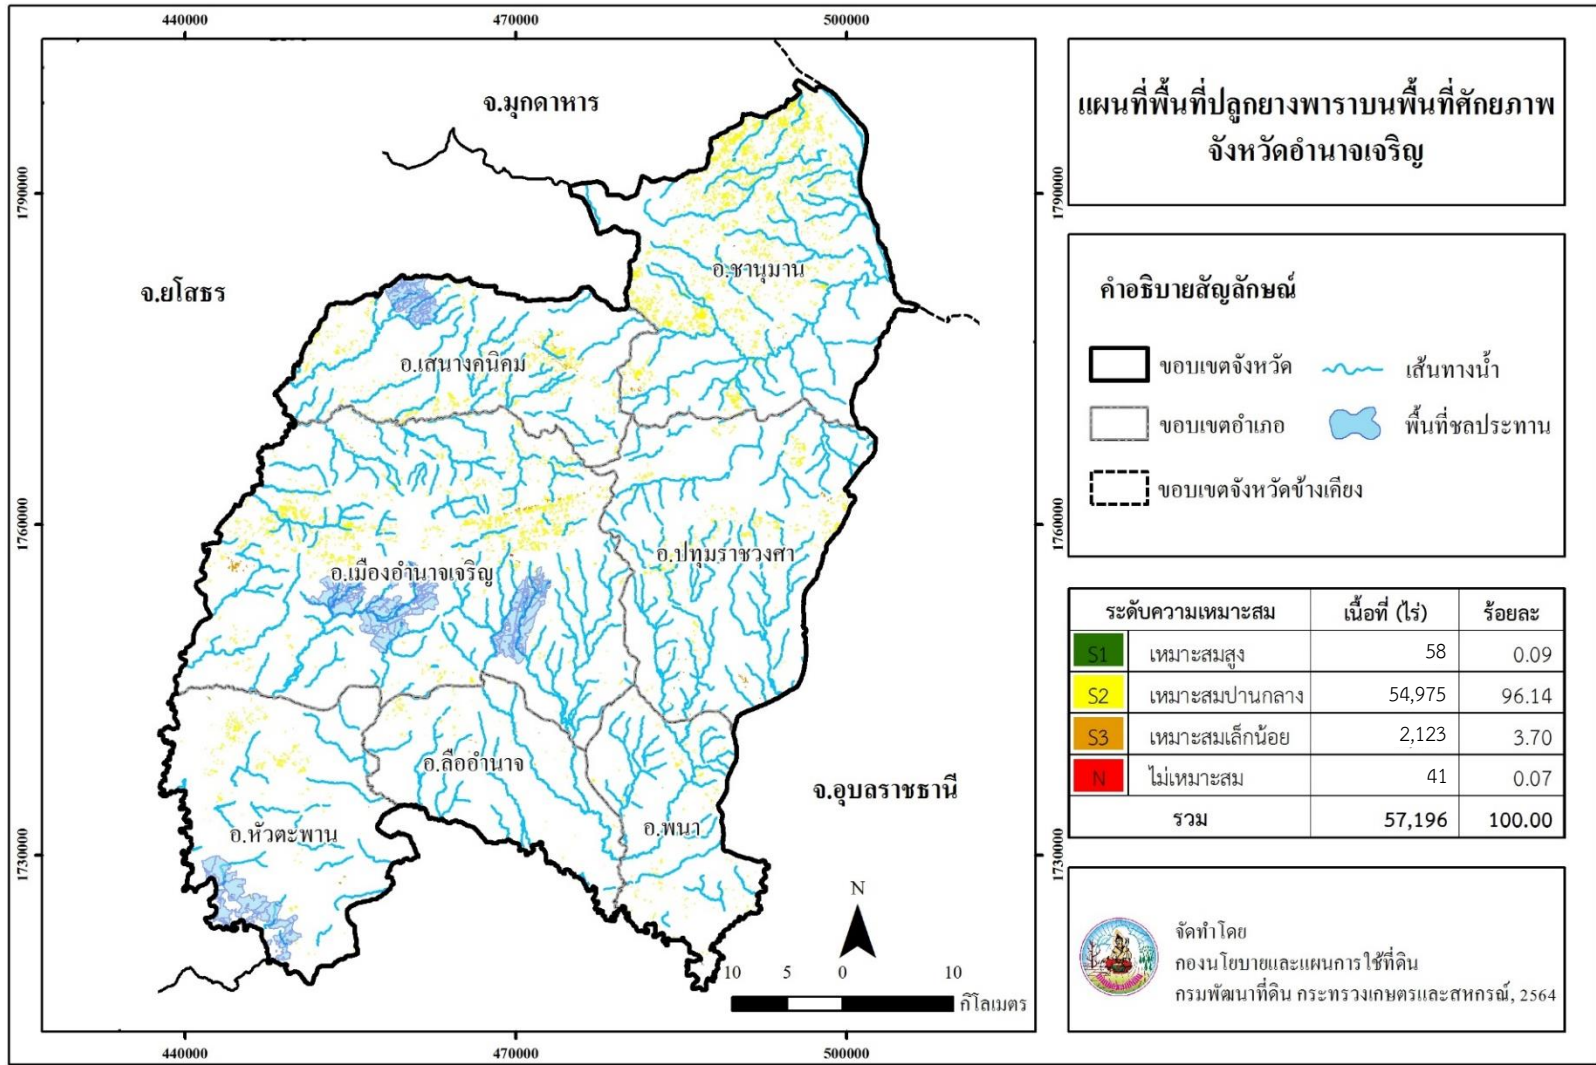 440000
470000
500000
1790000
1760000
1730000
จ.มุกดาหาร
จ.ยโสธร
อ.ชานุมาน
อ.เสนางคนิคม
อ.ปทุมราชวงศา
อ.เมืองอำนาจเจริญ
อ.ลืออำนาจ
จ.อุบลราชธานี
อ.หัวตะพาน
อ.พนา
N
10 5 0 10
กิโลเมตร
1790000
1760000
1730000
440000
470000
500000
แผนที่พื้นที่ปลูกยางพาราบนพื้นที่ศักยภาพ
จังหวัดอำนาจเจริญ
คำอธิบายสัญลักษณ์
ขอบเขตจังหวัด เส้นทางน้ำ
ขอบเขตอำเภอ พื้นที่ชลประทาน
ขอบเขตจังหวัดข้างเคียง
ระดับความเหมาะสม เนื้อที่ (ไร่) ร้อยละ
S1 เหมาะสมสูง 58 0.09
S2 เหมาะสมปานกลาง 54,975 96.14
S3 เหมาะสมเล็กน้อย 2,123 3.70
N ไม่เหมาะสม 41 0.07
รวม 57,196 100.00
จัดทำโดย
กองนโยบายและแผนการใช้ที่ดิน
กรมพัฒนาที่ดิน กระทรวงเกษตรและสหกรณ์, 2564